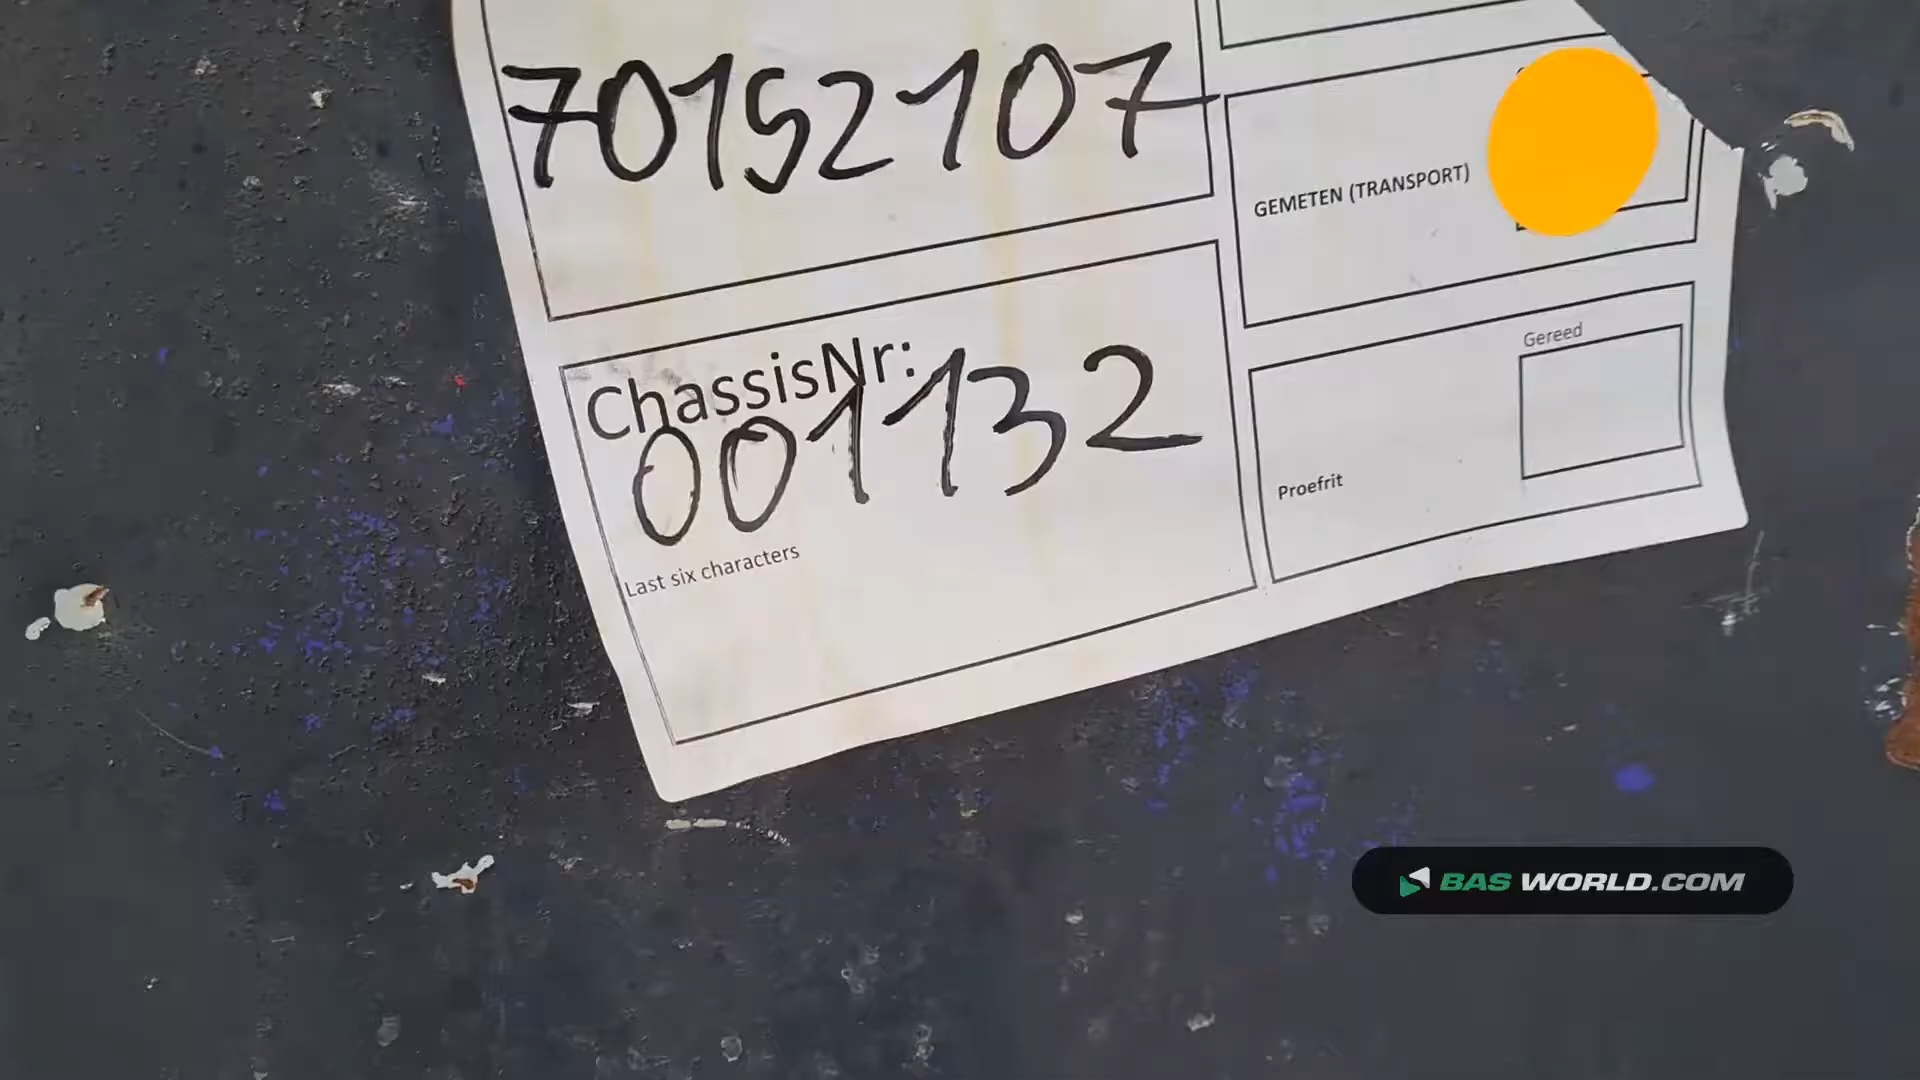 70152107
GEMETEN (TRANSPORT)
ChassisNr:
001132
Last six characters
Gereed
Proefrit
BAS WORLD.COM